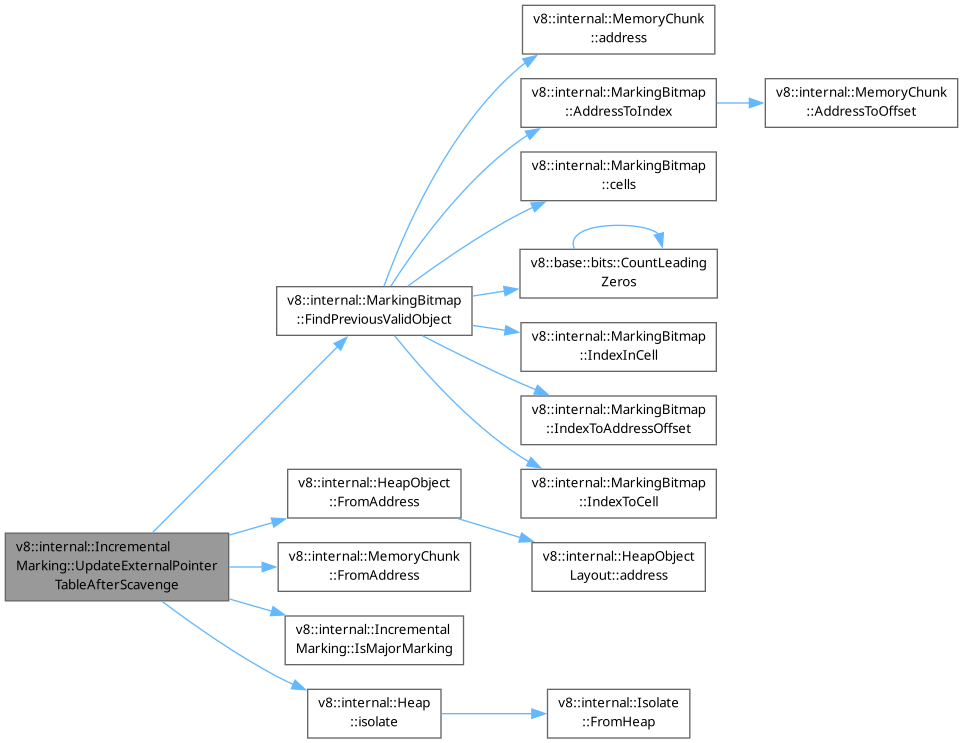 v8::internal::MemoryChunk
::address
v8::internal::MarkingBitmap
::AddressToIndex
v8::internal::MemoryChunk
::AddressToOffset
v8::internal::MarkingBitmap
::cells
v8::base::bits::CountLeading
Zeros
v8::internal::MarkingBitmap
::FindPreviousValidObject
v8::internal::MarkingBitmap
::IndexInCell
v8::internal::MarkingBitmap
::IndexToAddressOffset
v8::internal::MarkingBitmap
::IndexToCell
v8::internal::HeapObject
::FromAddress
v8::internal::Incremental
Marking::UpdateExternalPointer
TableAfterScavenge
v8::internal::MemoryChunk
::FromAddress
v8::internal::HeapObject
Layout::address
v8::internal::Incremental
Marking::IsMajorMarking
v8::internal::Heap
::isolate
v8::internal::Isolate
::FromHeap